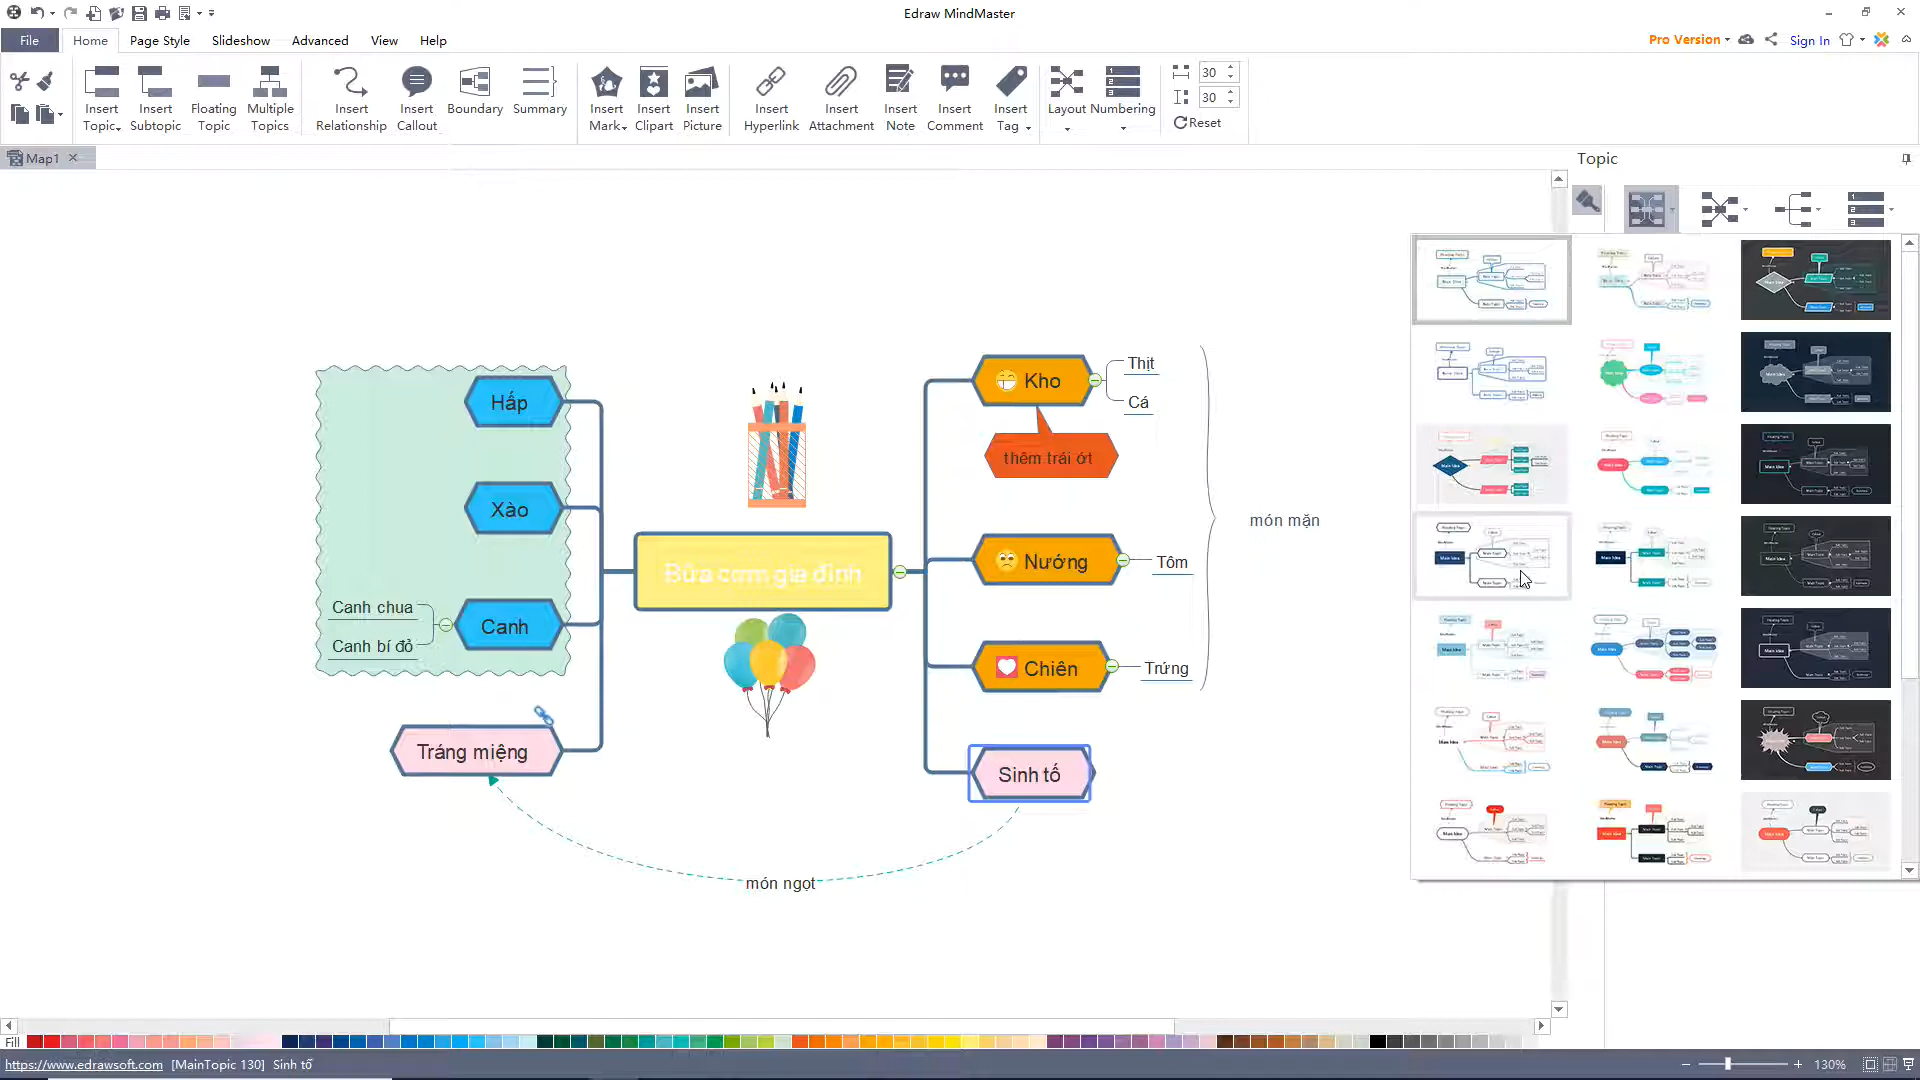 Edraw MindMaster
File
Home
Page Style
Slideshow
Advanced
View
Help
Pro Version
Sign In
Insert Topic
Insert Subtopic
Floating Topic
Multiple Topics
Insert Relationship
Insert Callout
Boundary
Summary
Insert Mark
Insert Clipart
Insert Picture
Insert Hyperlink
Insert Attachment
Insert Note
Insert Comment
Insert Tag
Layout
Numbering
30
30
Reset
Map1
Topic
Hấp
Xào
Canh chua
Canh bí đỏ
Canh
Tráng miệng
Bữa cơm gia đình
Kho
Thịt
Cá
thêm trái ớt
Nướng
Tôm
món mặn
Chiên
Trứng
Sinh tố
món ngọt
Fill
https://www.edrawsoft.com
[MainTopic 130]
Sinh tố
130%